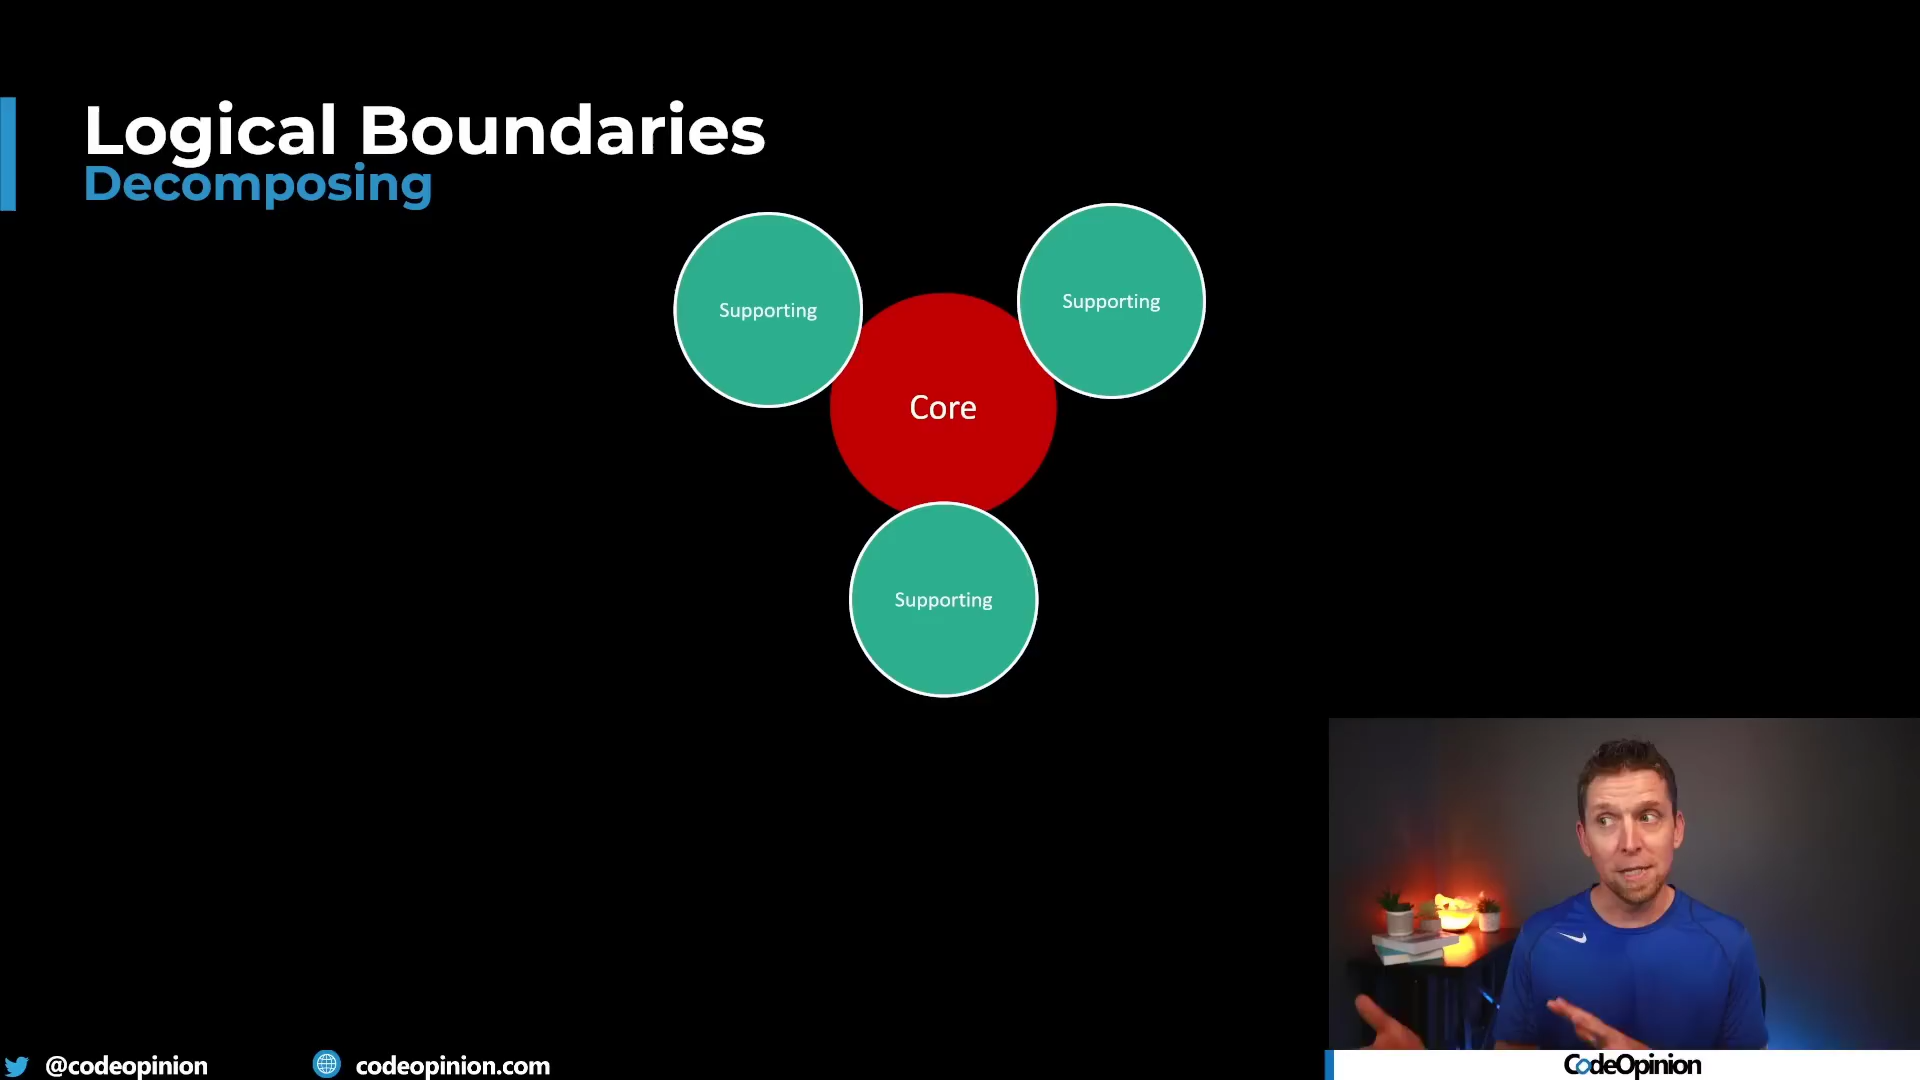 Logical Boundaries
Decomposing
Supporting
Supporting
Core
Supporting
@codeopinion
codeopinion.com
CodeOpinion